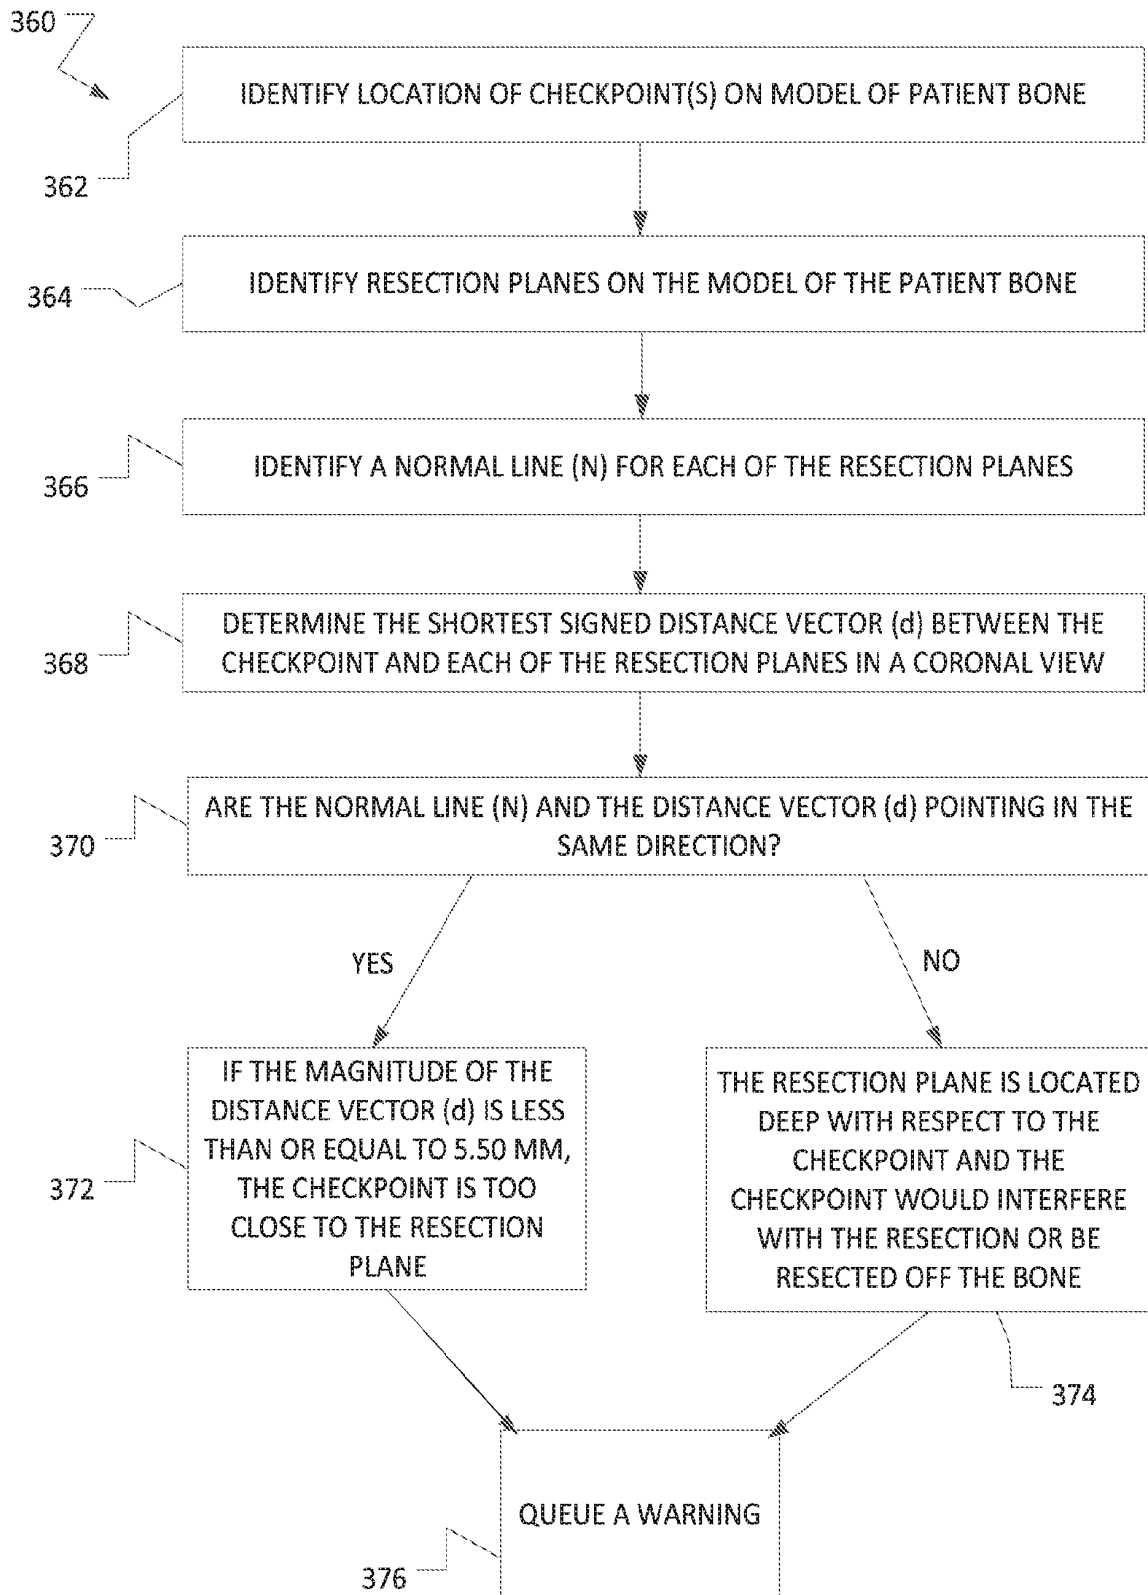 360
IDENTIFY LOCATION OF CHECKPOINT(S) ON MODEL OF PATIENT BONE
362
IDENTIFY RESECTION PLANES ON THE MODEL OF THE PATIENT BONE
364
IDENTIFY A NORMAL LINE (N) FOR EACH OF THE RESECTION PLANES
366
DETERMINE THE SHORTEST SIGNED DISTANCE VECTOR (d) BETWEEN THE
CHECKPOINT AND EACH OF THE RESECTION PLANES IN A CORONAL VIEW
368
ARE THE NORMAL LINE (N) AND THE DISTANCE VECTOR (d) POINTING IN THE
SAME DIRECTION?
370
YES
NO
IF THE MAGNITUDE OF THE
DISTANCE VECTOR (d) IS LESS
THAN OR EQUAL TO 5.50 MM,
THE CHECKPOINT IS TOO
CLOSE TO THE RESECTION
PLANE
372
THE RESECTION PLANE IS LOCATED
DEEP WITH RESPECT TO THE
CHECKPOINT AND THE
CHECKPOINT WOULD INTERFERE
WITH THE RESECTION OR BE
RESECTED OFF THE BONE
374
QUEUE A WARNING
376